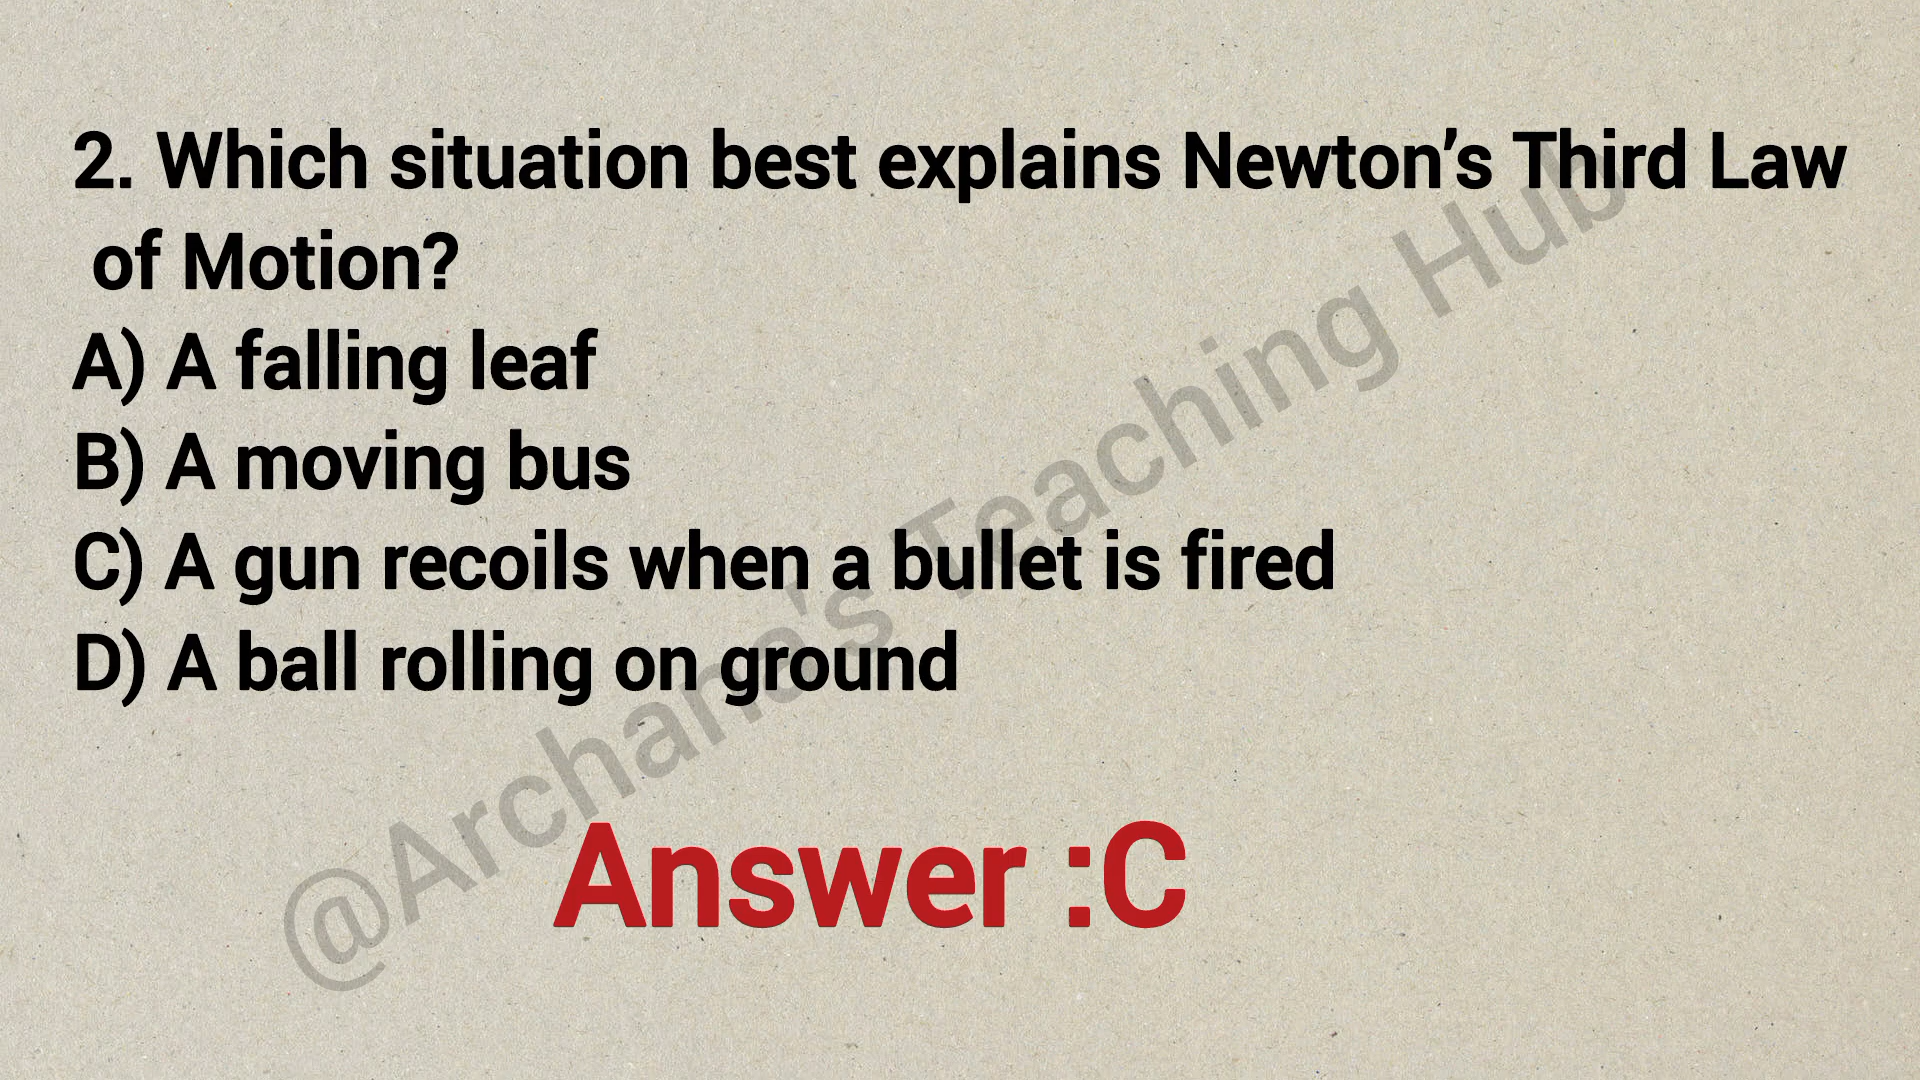 2. Which situation best explains Newton’s Third Law
of Motion?
A) A falling leaf
B) A moving bus
C) A gun recoils when a bullet is fired
D) A ball rolling on ground
Answer :C
@Archana's Teaching Hub